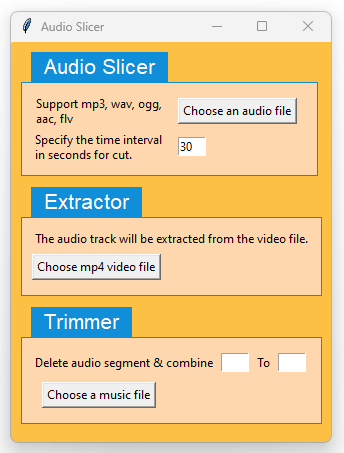 Audio Slicer
Audio Slicer
Support mp3, wav, ogg,
aac, flv
Choose an audio file
Specify the time interval
in seconds for cut.
30
Extractor
The audio track will be extracted from the video file.
Choose mp4 video file
Trimmer
Delete audio segment & combine To
Choose a music file